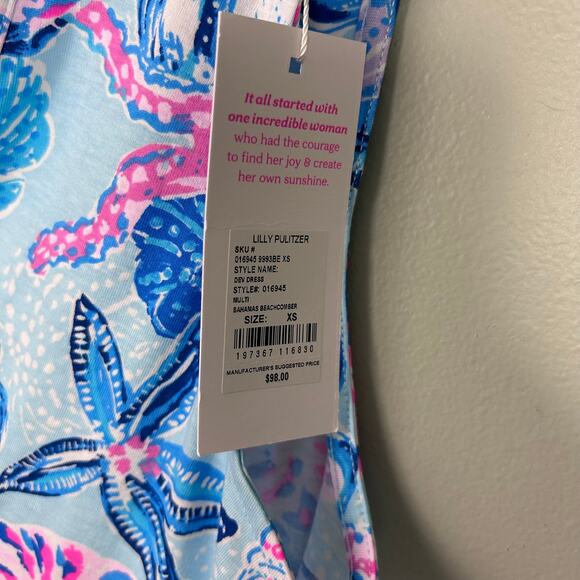 It all started with
one incredible woman
who had the courage
to find her joy & create
her own sunshine.
LILLY PULITZER
SKU #
016945 9993BE XS
STYLE NAME:
DEV DRESS
STYLE#: 016945
MULTI
BAHAMAS BEACHCOMBER
SIZE: XS
197367 116830
MANUFACTURER'S SUGGESTED PRICE
$98.00